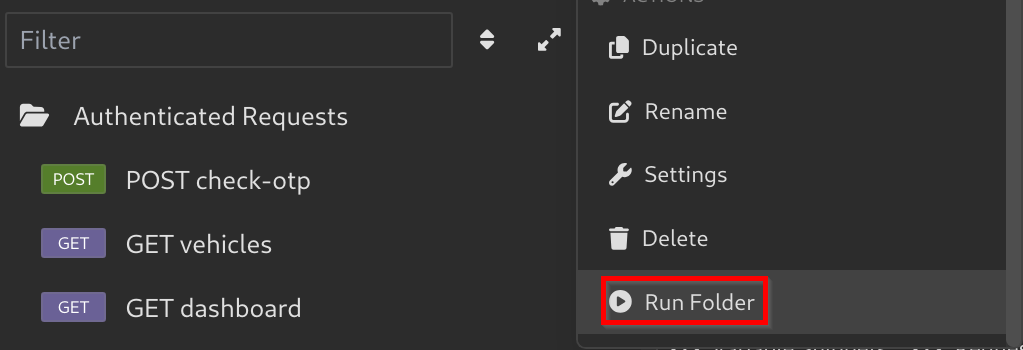 Filter
Authenticated Requests
POST POST check-otp
GET GET vehicles
GET GET dashboard
ACTIONS
Duplicate
Rename
Settings
Delete
Run Folder